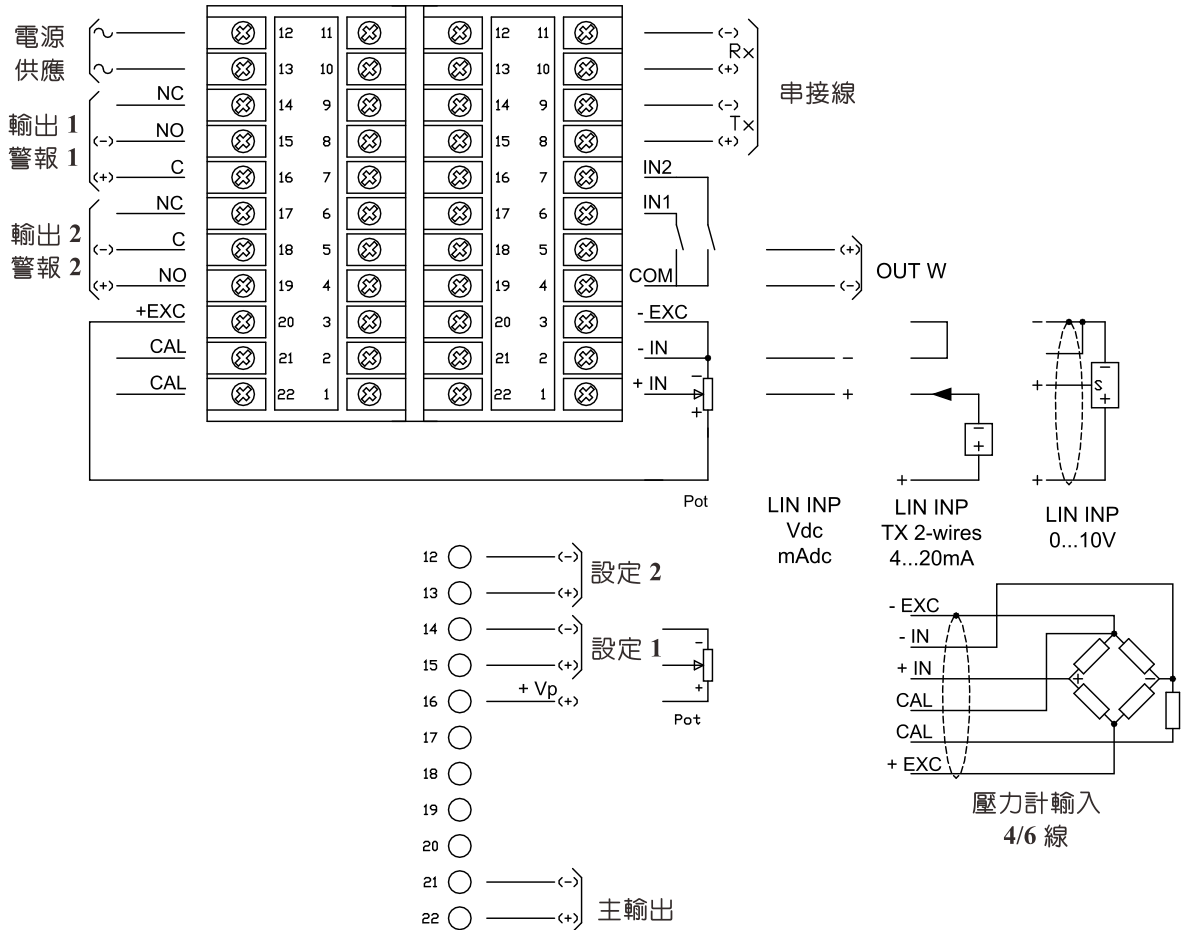 電源
供應
NC
輸出 1
(-) NO
警報 1
(+) C
NC
輸出 2
(-) C
警報 2
(+) NO
+EXC
CAL
CAL
12 11 12 11
13 10 13 10
14 9 14 9
15 8 15 8
16 7 16 7
17 6 17 6
18 5 18 5
19 4 19 4
20 3 20 3
21 2 21 2
22 1 22 1
(-)
Rx
(+)
(-)
Tx
(+)
串接線
IN2
IN1
COM
- EXC
- IN
+ IN
-
+
Pot
(+)
(-)
OUT W
-
+
LIN INP
Vdc
mAdc
-
+
+
LIN INP
TX 2-wires
4...20mA
-
+
+
-
S
+
LIN INP
0...10V
12 (-)
13 (+)
設定 2
14 (-)
15 (+)
設定 1
16 + Vp (+)
17
18
19
20
21 (-)
22 (+)
主輸出
-
+
Pot
- EXC
- IN
+ IN
CAL
CAL
+ EXC
+ -
壓力計輸入
4/6 線